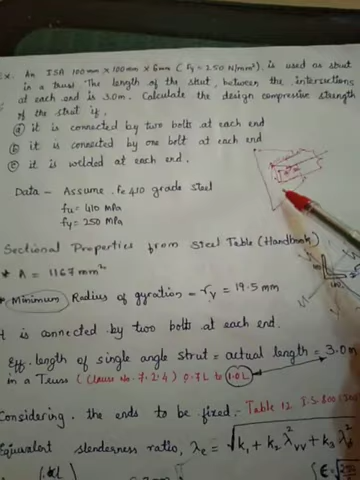 Ex. An ISA 100mm × 100mm × 6mm (Fy = 250 N/mm²) is used as strut
in a truss. The length of the strut, between the intersections
at each end is 3.0m. Calculate the design compressive strength
of the strut if,
(a) it is connected by two bolts at each end
(b) it is connected by one bolt at each end
(c) it is welded at each end.
Data - Assume, Fe 410 grade steel
fu = 410 MPa
fy = 250 MPa
Sectional Properties from Steel Table (Handbook)
* A = 1167 mm²
* Minimum Radius of gyration = rv = 19.5 mm
It is connected by two bolts at each end.
Eff. length of single angle strut = actual length = 3.0m
in a Truss (Clause No. 7.2.4) 0.7L to 1.0L
Considering, the ends to be fixed:- Table 12 I.S. 800
Equivalent slenderness ratio, λe = √k₁ + k₂ λ²vv + k₃ λ²